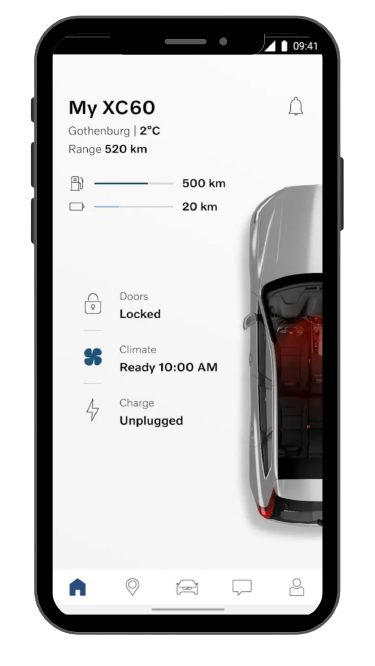 09:41
My XC60
Gothenburg | 2°C
Range 520 km
500 km
20 km
Doors
Locked
Climate
Ready 10:00 AM
Charge
Unplugged